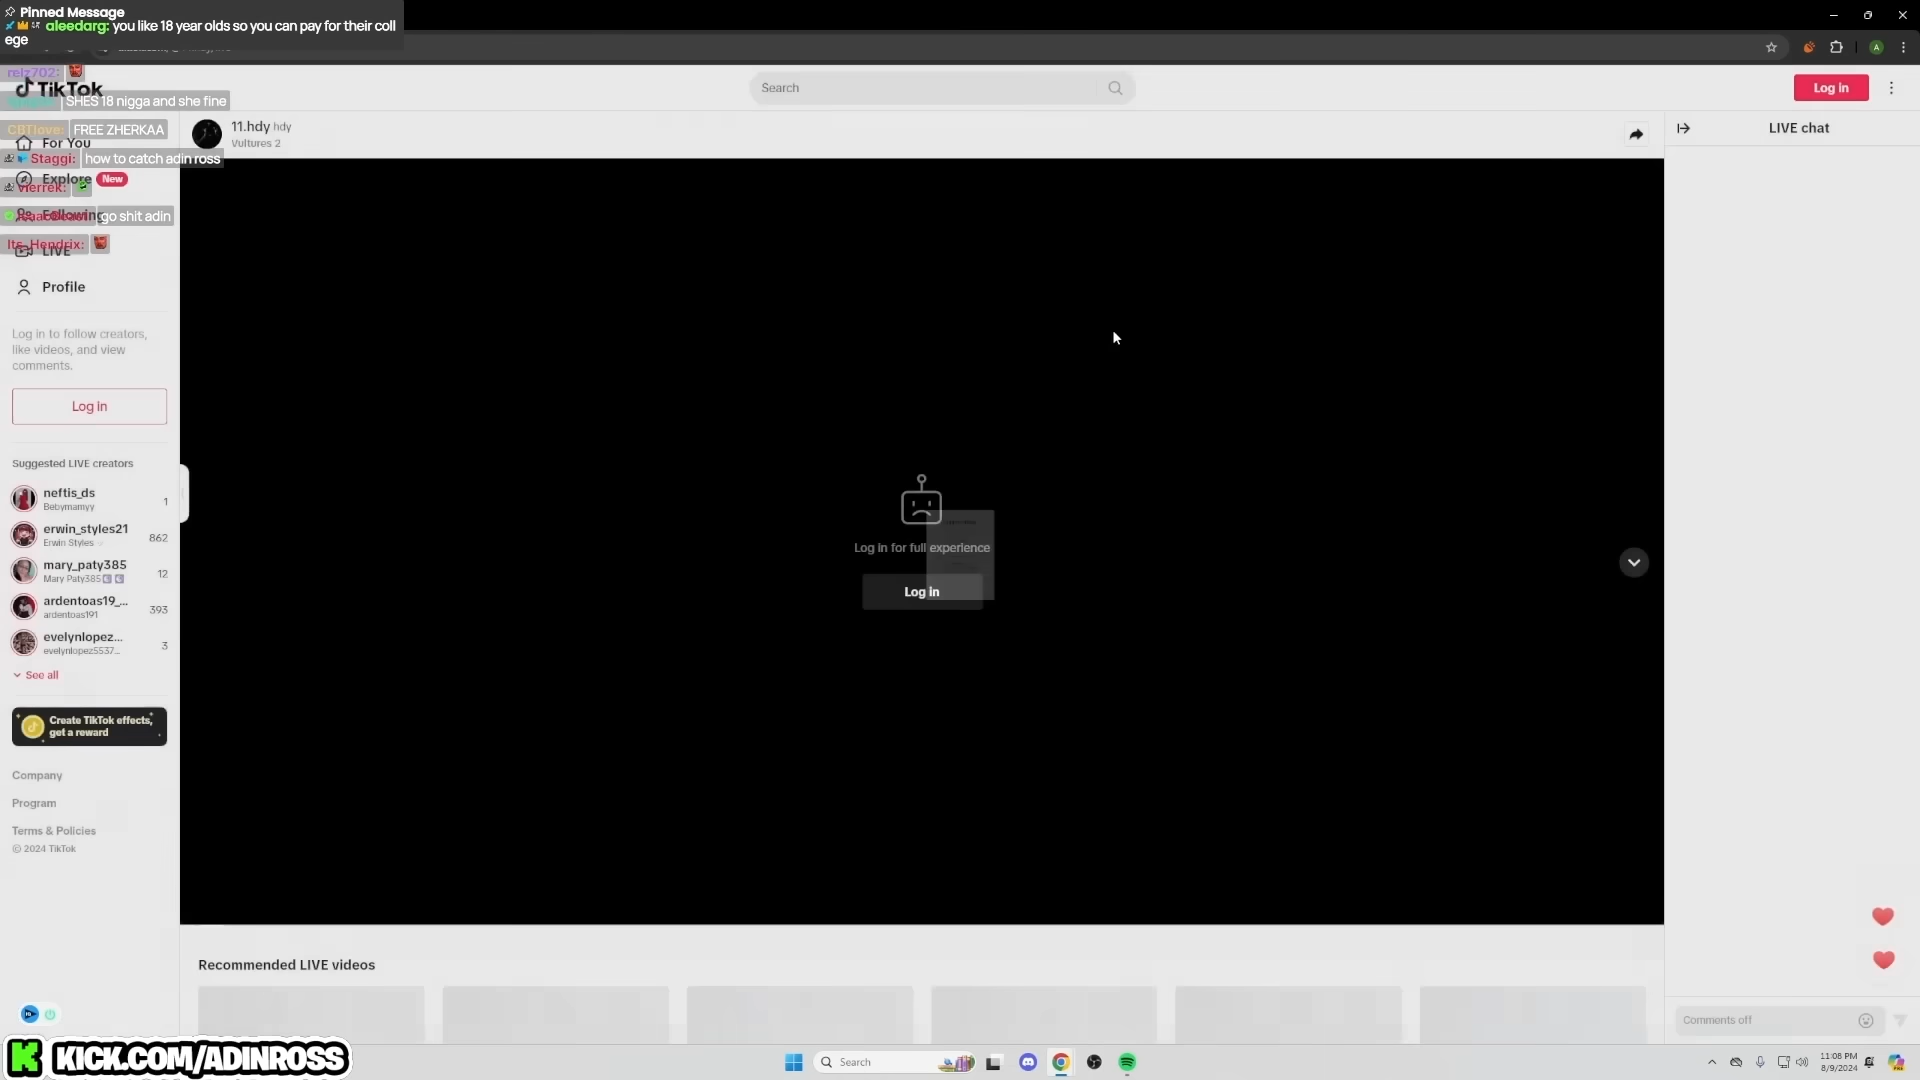 Pinned Message
aleedarg: you like 18 year olds so you can pay for their coll
ege
relz702:
TikTok
Search
Log in
SHES 18 nigga and she fine
11.hdy hdy
Vultures 2
LIVE chat
CBTlove: FREE ZHERKAA
For You
Staggi: how to catch adin ross
Explore New
vierrek:
Following
go shit adin
Its_Hendrix:
LIVE
Profile
Log in to follow creators,
like videos, and view
comments.
Log in
Suggested LIVE creators
neftis_ds
Bebymamyy
1
erwin_styles21
Erwin Styles
862
mary_paty385
Mary Paty385
12
ardentoas19_...
ardentoas191
393
evelynlopez...
evelynlopez5537...
3
See all
Create TikTok effects,
get a reward
Company
Program
Terms & Policies
© 2024 TikTok
Log in for full experience
Log in
Recommended LIVE videos
Comments off
KICK.COM/ADINROSS
Search
11:08 PM
8/9/2024